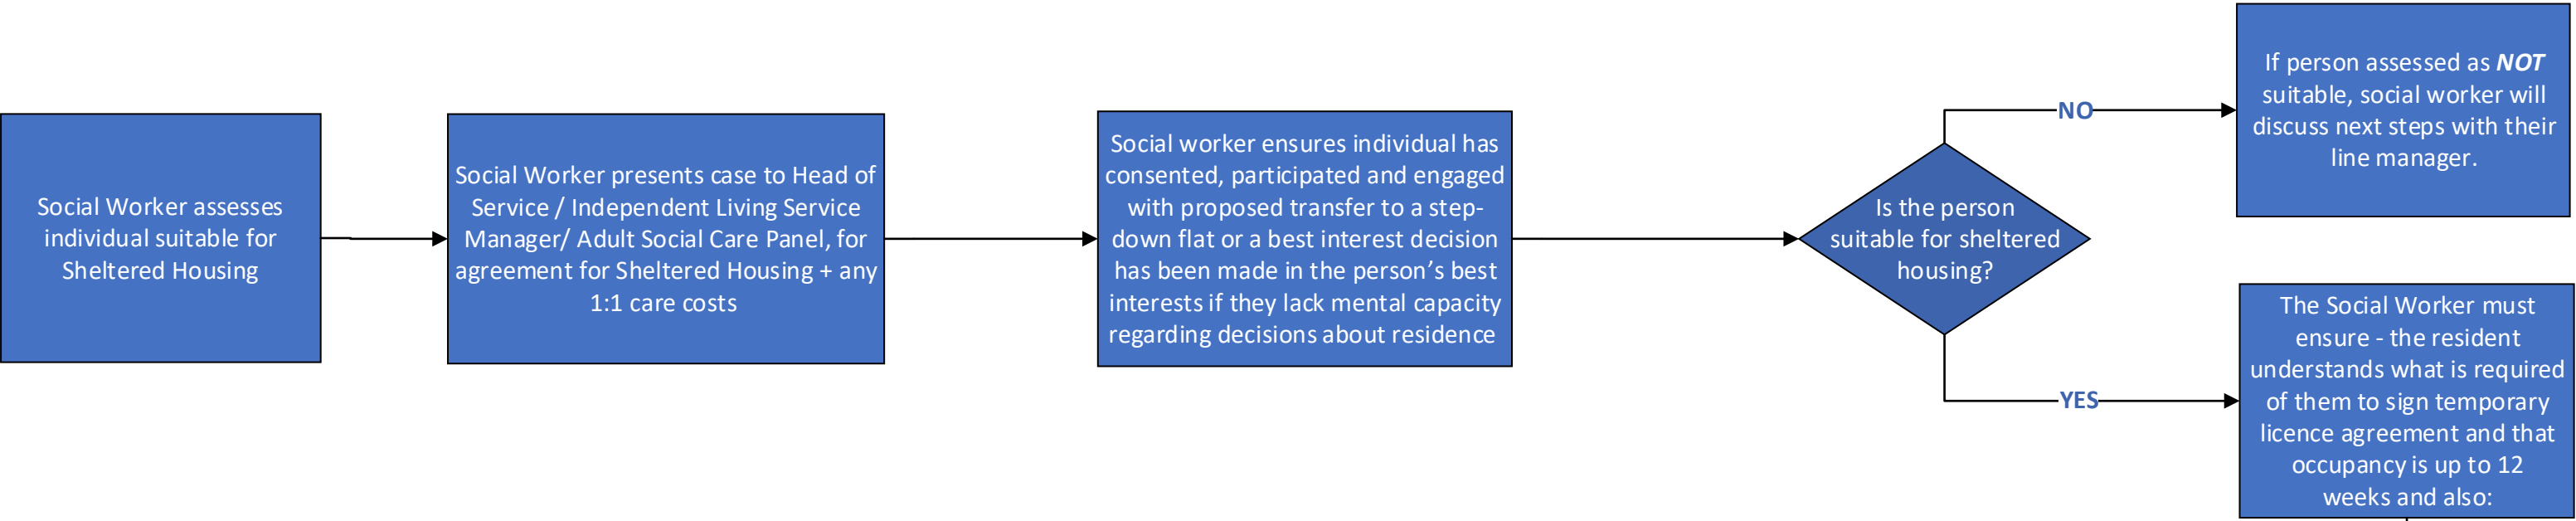 Social Worker assesses
individual suitable for
Sheltered Housing
Social Worker presents case to Head of
Service / Independent Living Service
Manager/ Adult Social Care Panel, for
agreement for Sheltered Housing + any
1:1 care costs
Social worker ensures individual has
consented, participated and engaged
with proposed transfer to a step-
down flat or a best interest decision
has been made in the person’s best
interests if they lack mental capacity
regarding decisions about residence
Is the person
suitable for sheltered
housing?
NO
If person assessed as NOT
suitable, social worker will
discuss next steps with their
line manager.
YES
The Social Worker must
ensure - the resident
understands what is required
of them to sign temporary
licence agreement and that
occupancy is up to 12
weeks and also: